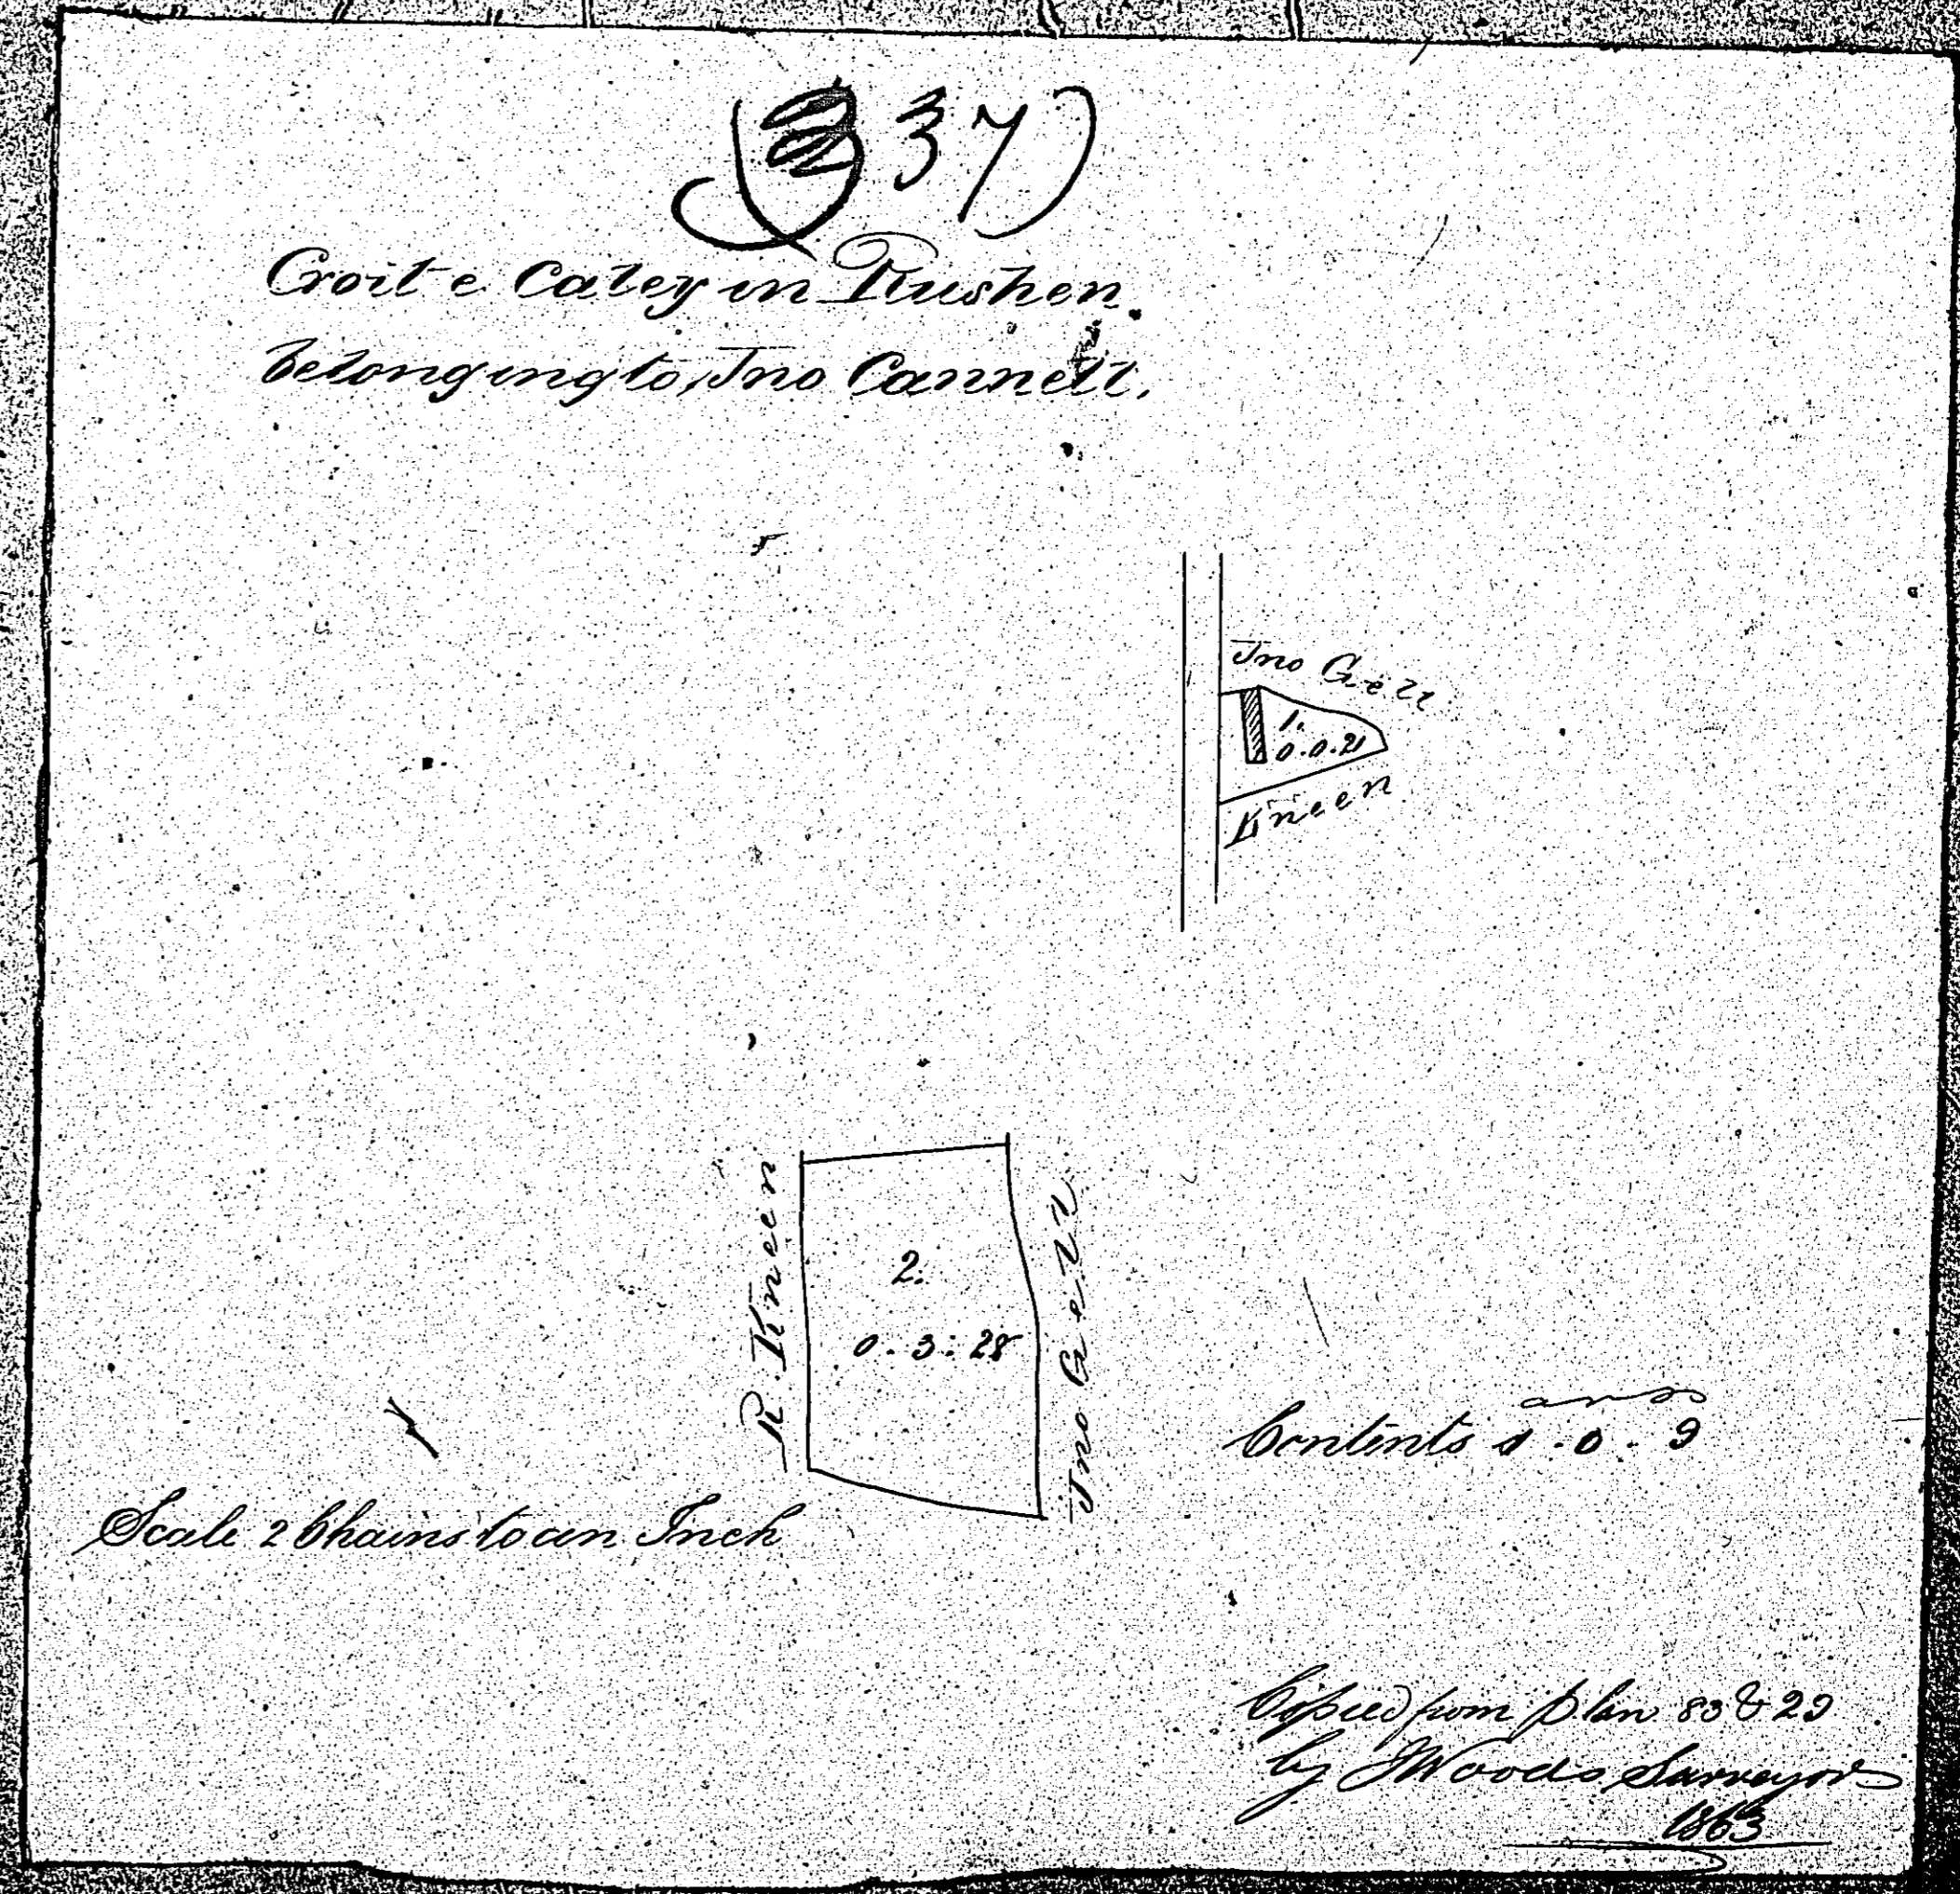 (37)
Croit e Caley in Rushen.
belonging to Jno Cannell.
Jno Gell
1.
0.0.21
Kneen
R. Kneen
2.
0.3:28
Jno Gell
a r p
Contents 1.0.9
Scale 2 Chains to an Inch
Copied from plan 83 & 29
by JWoods Surveyor
1863